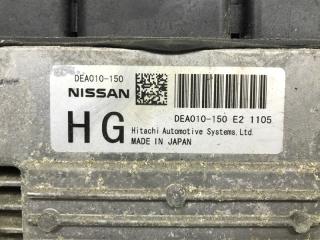 DEA010-150
NISSAN
DEA010-150 E2 1105
HG
Hitachi Automotive Systems,Ltd.
MADE IN JAPAN